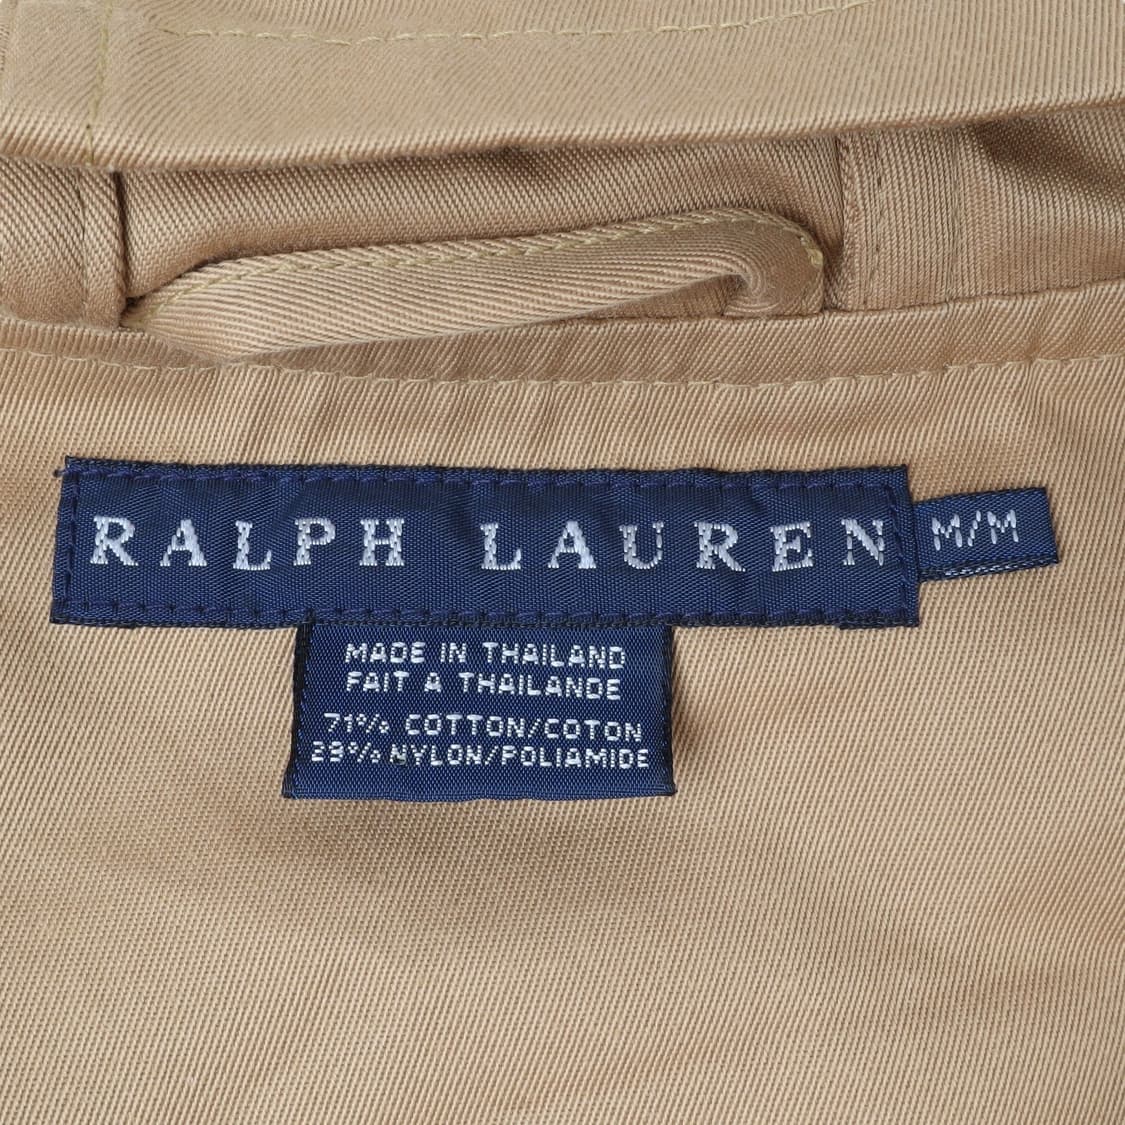 RALPH LAUREN
M/M
MADE IN THAILAND
FAIT A THAILANDE
71% COTTON/COTON
29% NYLON/POLIAMIDE